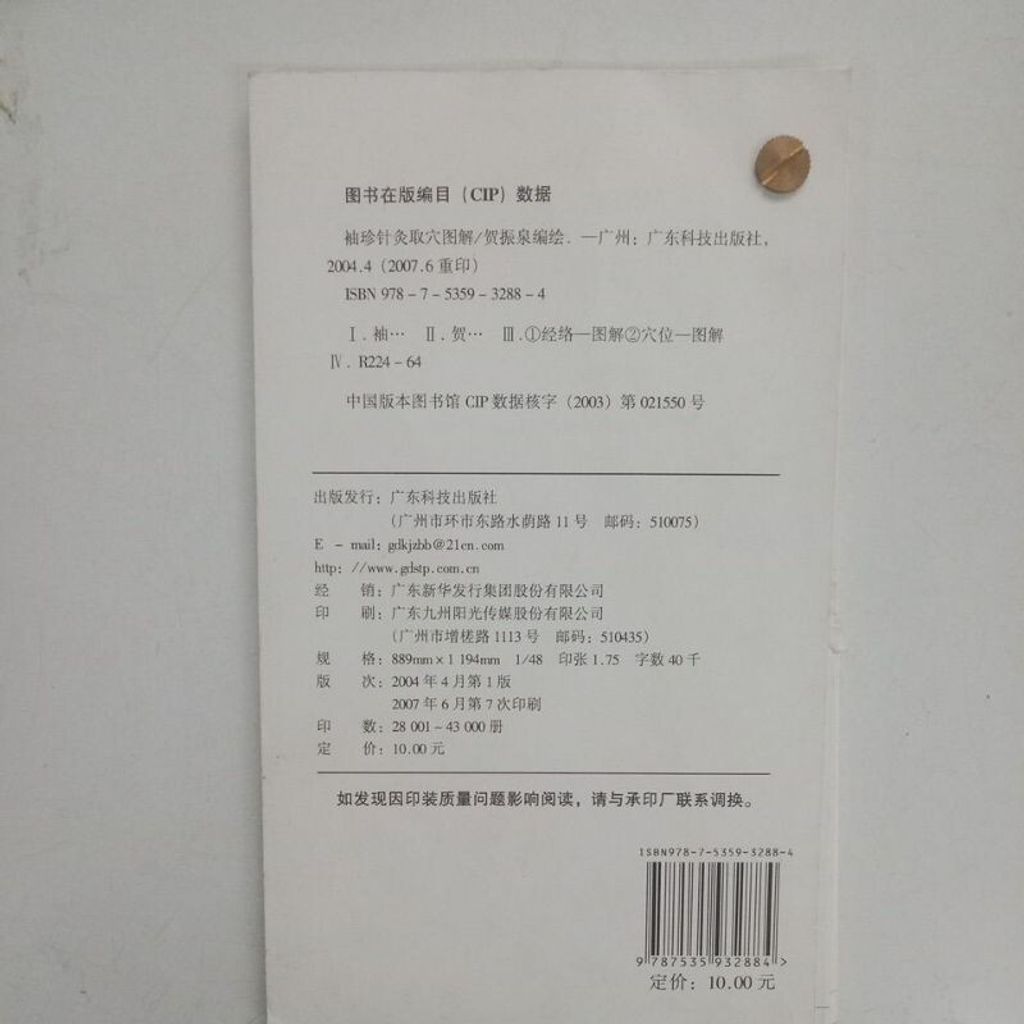 图书在版编目（CIP）数据
袖珍针灸取穴图解/贺振泉编绘．—广州：广东科技出版社，
2004.4（2007.6重印）
ISBN 978－7－5359－3288－4
Ⅰ．袖… Ⅱ．贺… Ⅲ．①经络—图解②穴位—图解
Ⅳ．R224－64
中国版本图书馆CIP数据核字（2003）第021550号
出版发行：广东科技出版社
（广州市环市东路水荫路11号 邮码：510075）
E－mail：gdkjzbb@21cn.com
http：//www.gdstp.com.cn
经 销：广东新华发行集团股份有限公司
印 刷：广东九州阳光传媒股份有限公司
（广州市增槎路1113号 邮码：510435）
规 格：889mm×1 194mm 1/48 印张1.75 字数40千
版 次：2004年4月第1版
2007年6月第7次印刷
印 数：28 001～43 000册
定 价：10.00元
如发现因印装质量问题影响阅读，请与承印厂联系调换。
ISBN978-7-5359-3288-4
9 787535 932884 >
定价：10.00元